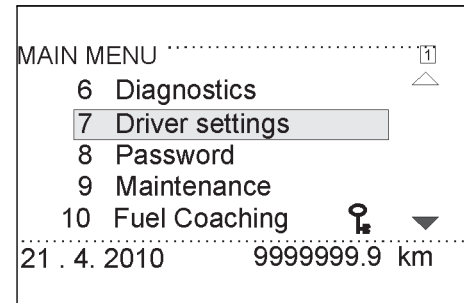 MAIN MENU 1
6 Diagnostics
7 Driver settings
8 Password
9 Maintenance
10 Fuel Coaching
21 . 4. 2010 9999999.9 km